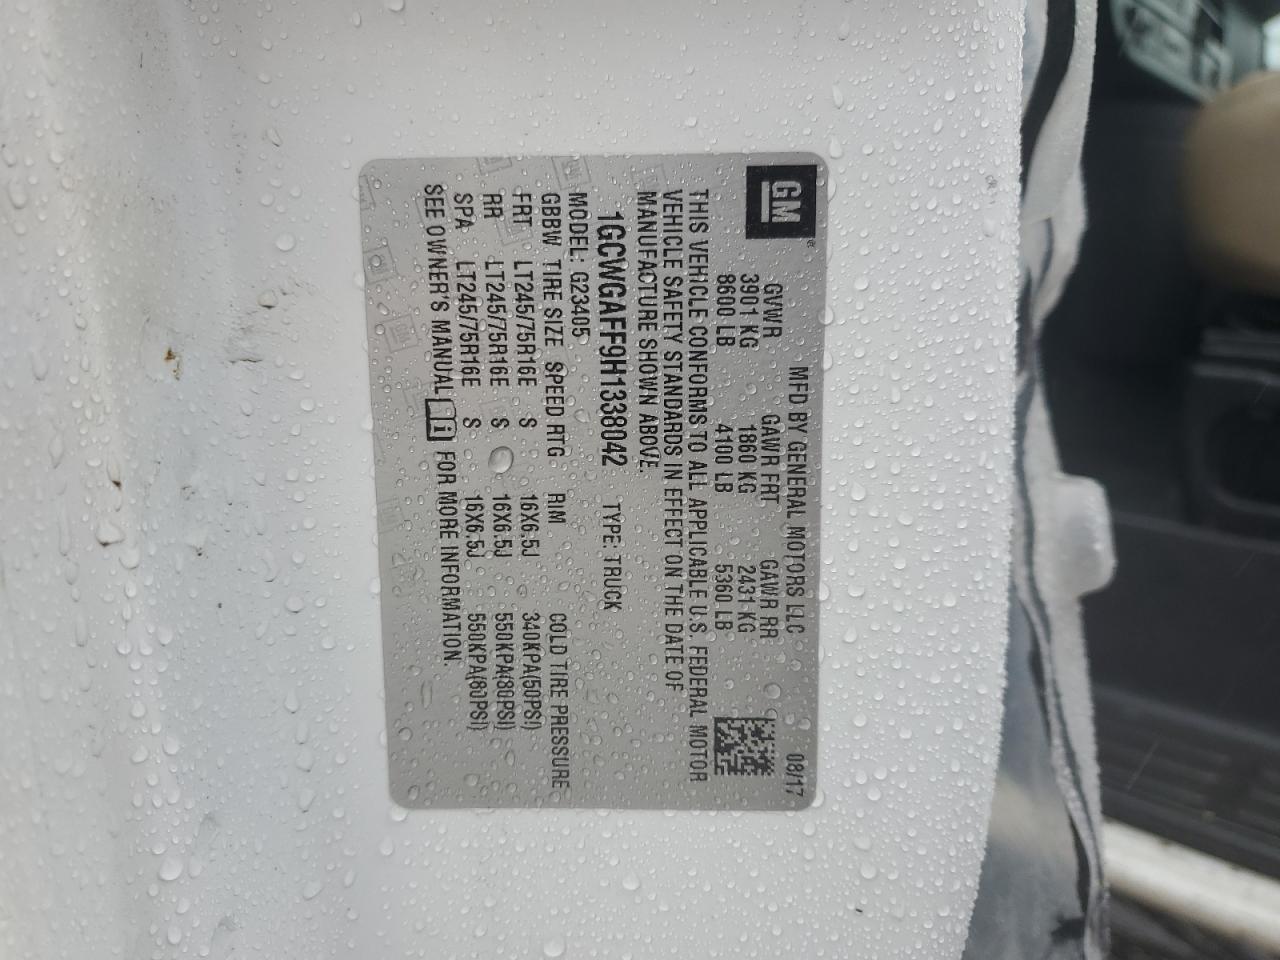 GM
MFD BY GENERAL MOTORS LLC 08/17
GVWR GAWR FRT GAWR RR
3901 KG 1860 KG 2431 KG
8600 LB 4100 LB 5360 LB
THIS VEHICLE CONFORMS TO ALL APPLICABLE U.S. FEDERAL MOTOR
VEHICLE SAFETY STANDARDS IN EFFECT ON THE DATE OF
MANUFACTURE SHOWN ABOVE.
1GCWGAFF9H1338042 TYPE: TRUCK
MODEL: G23405
GBBW TIRE SIZE SPEED RTG RIM COLD TIRE PRESSURE
FRT LT245/75R16E S 16X6.5J 340KPA(50PSI)
RR LT245/75R16E S 16X6.5J 550KPA(80PSI)
SPA LT245/75R16E S 16X6.5J 550KPA(80PSI)
SEE OWNER'S MANUAL i FOR MORE INFORMATION.